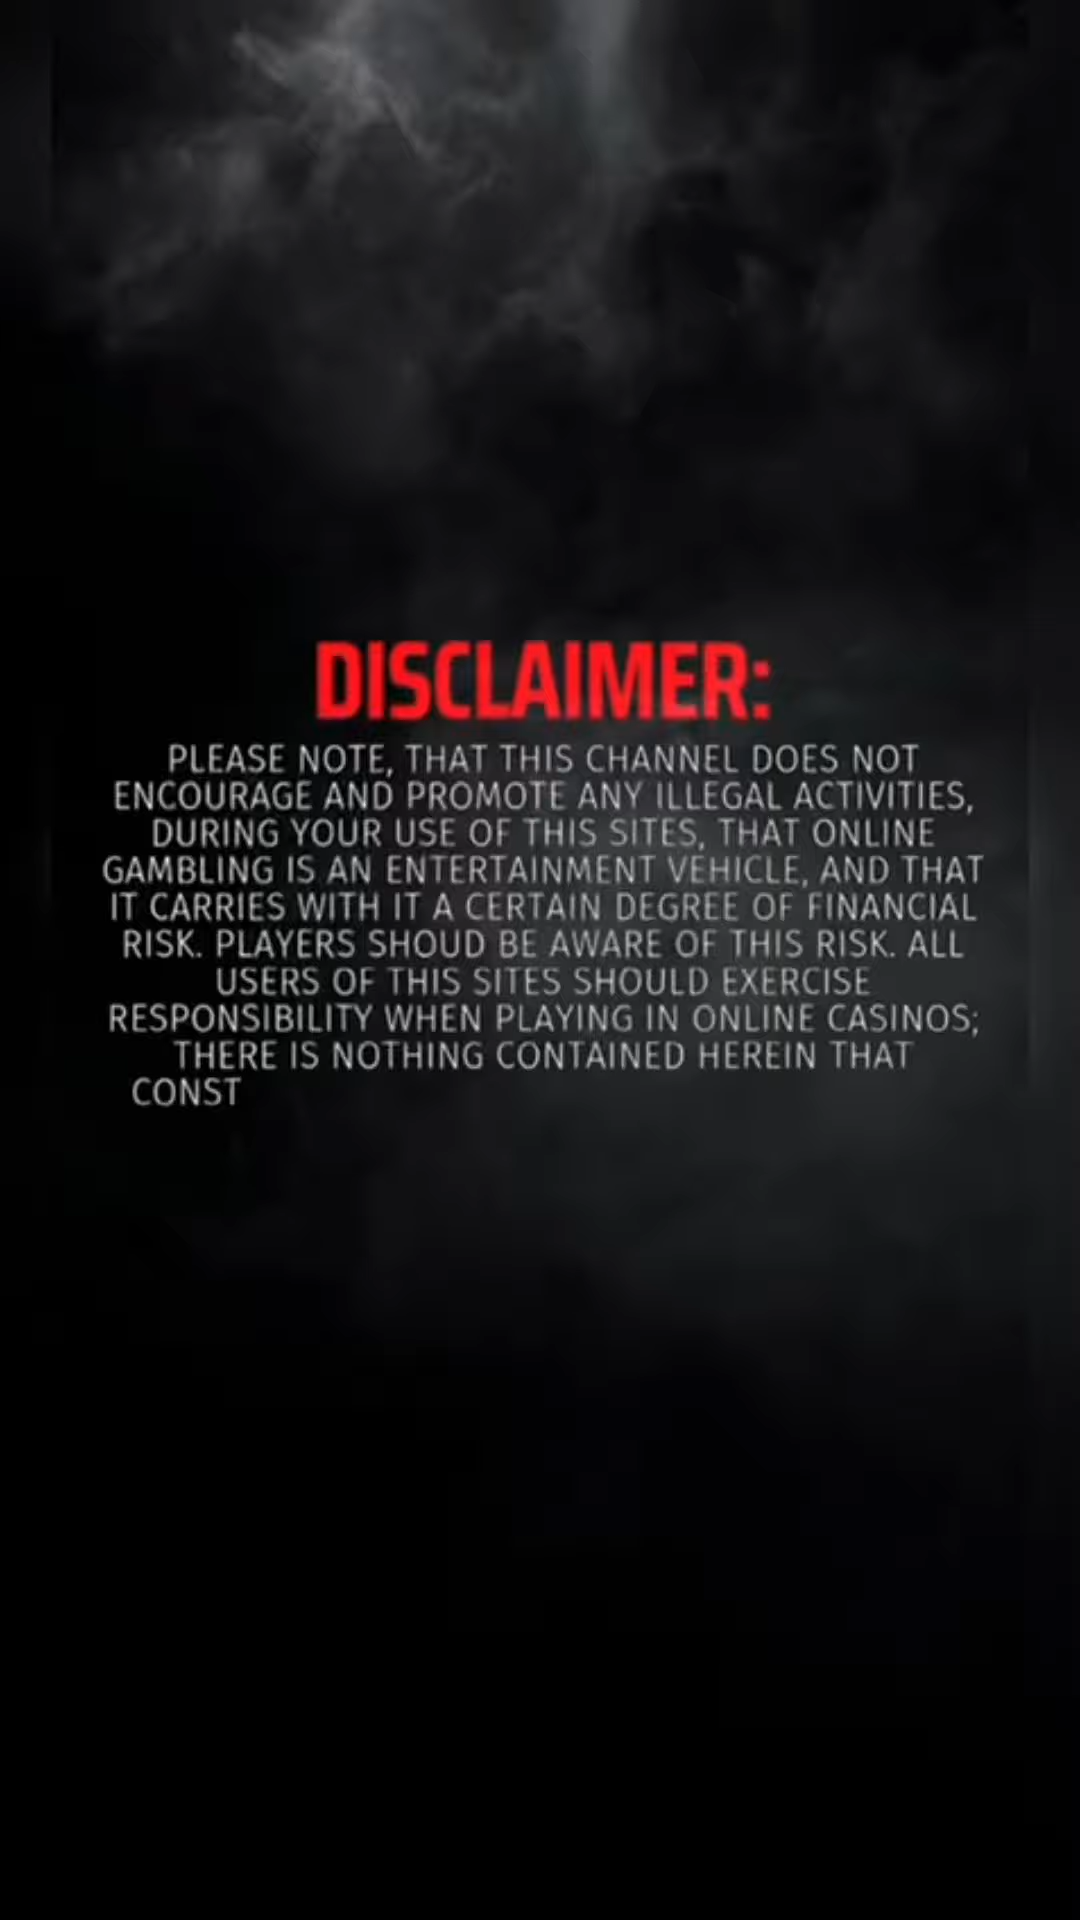 DISCLAIMER:
PLEASE NOTE, THAT THIS CHANNEL DOES NOT
ENCOURAGE AND PROMOTE ANY ILLEGAL ACTIVITIES,
DURING YOUR USE OF THIS SITES, THAT ONLINE
GAMBLING IS AN ENTERTAINMENT VEHICLE, AND THAT
IT CARRIES WITH IT A CERTAIN DEGREE OF FINANCIAL
RISK. PLAYERS SHOUD BE AWARE OF THIS RISK. ALL
USERS OF THIS SITES SHOULD EXERCISE
RESPONSIBILITY WHEN PLAYING IN ONLINE CASINOS;
THERE IS NOTHING CONTAINED HEREIN THAT
CONST